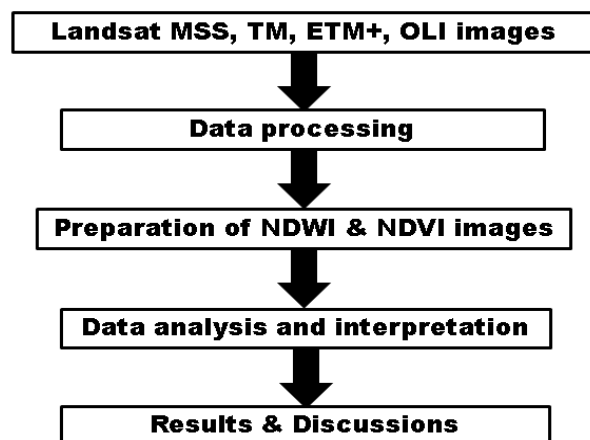 Landsat MSS, TM, ETM+, OLI images
Data processing
Preparation of NDWI & NDVI images
Data analysis and interpretation
Results & Discussions